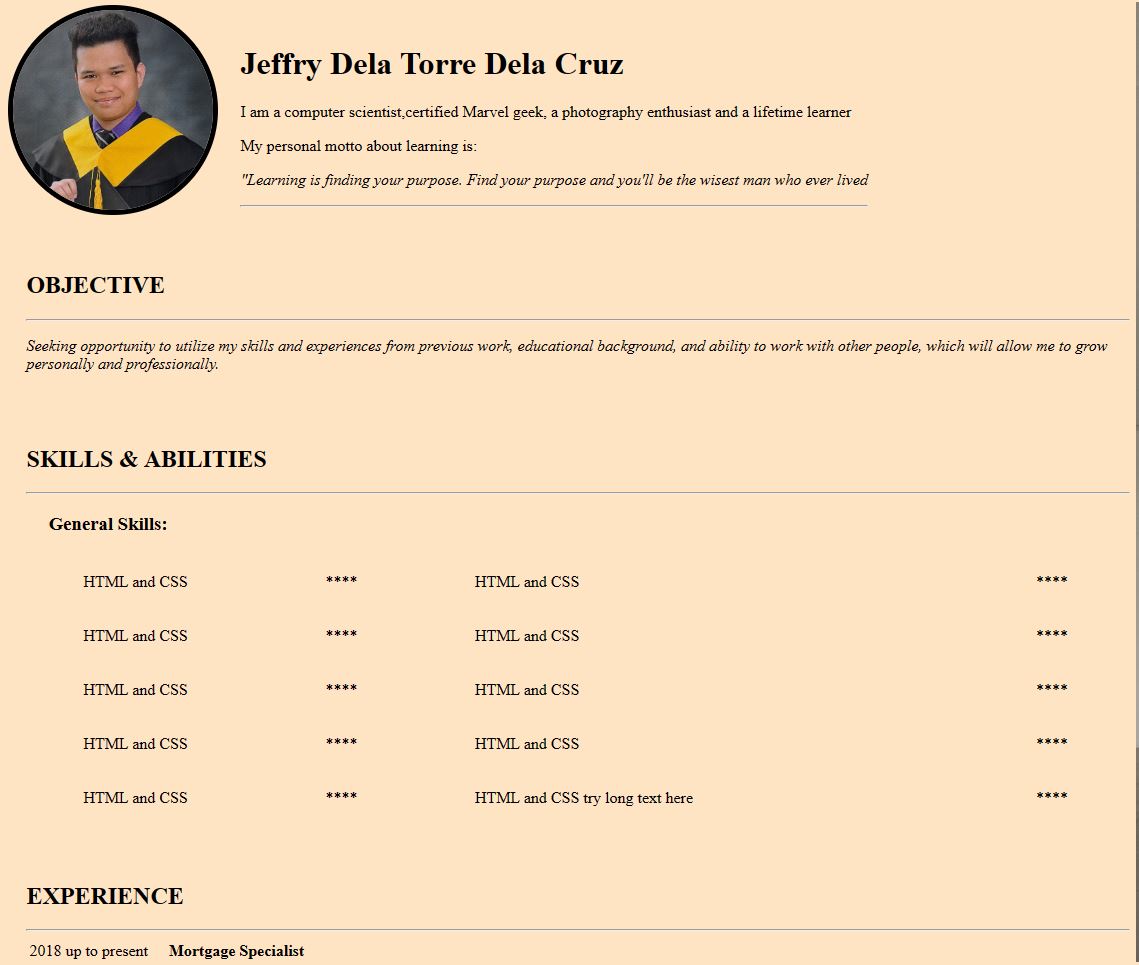 Jeffry Dela Torre Dela Cruz
I am a computer scientist,certified Marvel geek, a photography enthusiast and a lifetime learner
My personal motto about learning is:
"Learning is finding your purpose. Find your purpose and you'll be the wisest man who ever lived
OBJECTIVE
Seeking opportunity to utilize my skills and experiences from previous work, educational background, and ability to work with other people, which will allow me to grow
personally and professionally.
SKILLS & ABILITIES
General Skills:
HTML and CSS **** HTML and CSS ****
HTML and CSS **** HTML and CSS ****
HTML and CSS **** HTML and CSS ****
HTML and CSS **** HTML and CSS ****
HTML and CSS **** HTML and CSS try long text here ****
EXPERIENCE
2018 up to present Mortgage Specialist